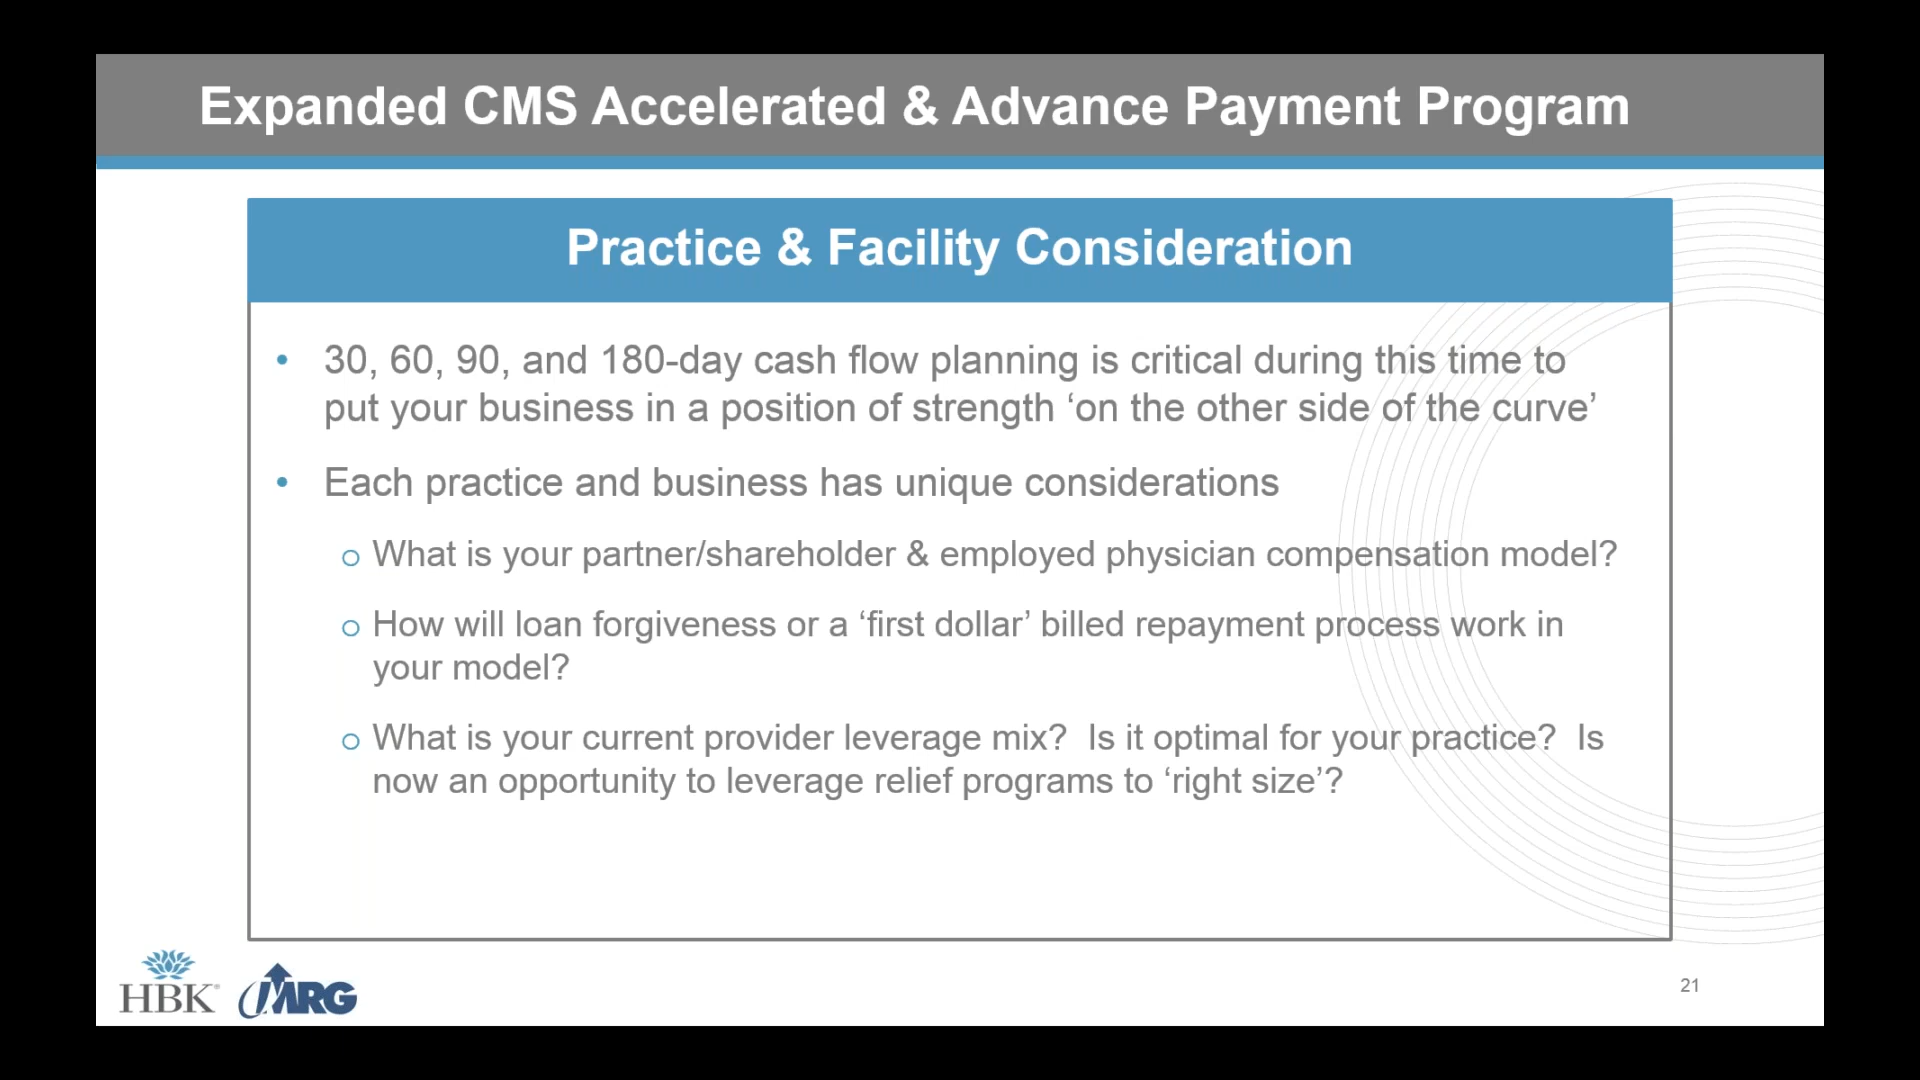 Expanded CMS Accelerated & Advance Payment Program
Practice & Facility Consideration
• 30, 60, 90, and 180-day cash flow planning is critical during this time to
put your business in a position of strength ‘on the other side of the curve’
• Each practice and business has unique considerations
o What is your partner/shareholder & employed physician compensation model?
o How will loan forgiveness or a ‘first dollar’ billed repayment process work in
your model?
o What is your current provider leverage mix?  Is it optimal for your practice?  Is
now an opportunity to leverage relief programs to ‘right size’?
HBK
MRG
21